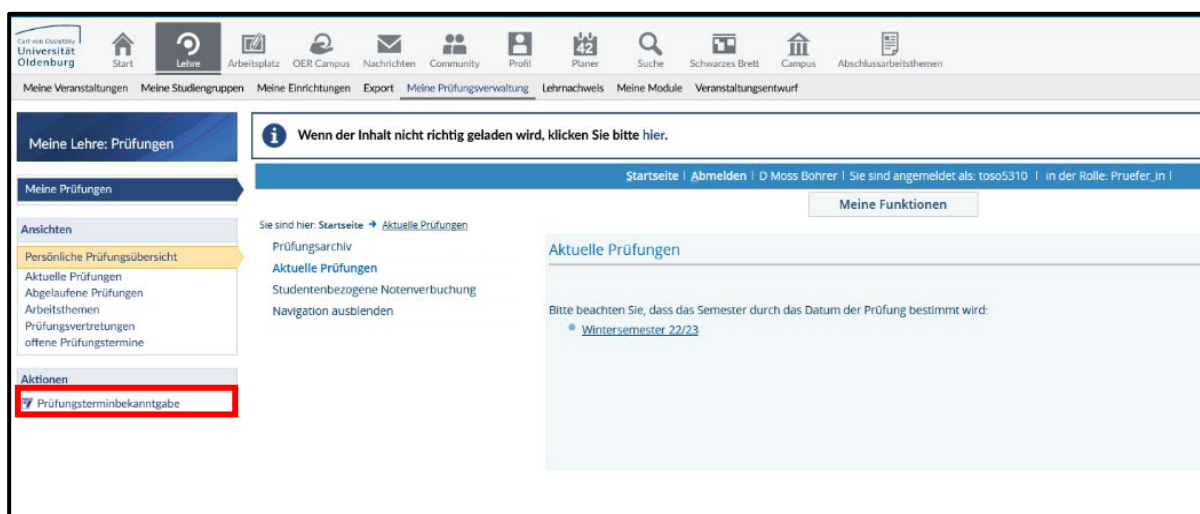 Carl von Ossietzky
Universität
Oldenburg
Start
Lehre
Arbeitsplatz
OER Campus
Nachrichten
Community
Profil
42
Planer
Suche
Schwarzes Brett
Campus
Abschlussarbeitsthemen
Meine Veranstaltungen Meine Studiengruppen Meine Einrichtungen Export Meine Prüfungsverwaltung Lehrnachweis Meine Module Veranstaltungsentwurf
Meine Lehre: Prüfungen
Meine Prüfungen
Ansichten
Persönliche Prüfungsübersicht
Aktuelle Prüfungen
Abgelaufene Prüfungen
Arbeitsthemen
Prüfungsvertretungen
offene Prüfungstermine
Aktionen
Prüfungsterminbekanntgabe
i Wenn der Inhalt nicht richtig geladen wird, klicken Sie bitte hier.
Startseite | Abmelden | D Moss Bohrer | Sie sind angemeldet als: toso5310 | in der Rolle: Pruefer_in |
Meine Funktionen
Sie sind hier: Startseite → Aktuelle Prüfungen
Prüfungsarchiv
Aktuelle Prüfungen
Studentenbezogene Notenverbuchung
Navigation ausblenden
Aktuelle Prüfungen
Bitte beachten Sie, dass das Semester durch das Datum der Prüfung bestimmt wird:
Wintersemester 22/23